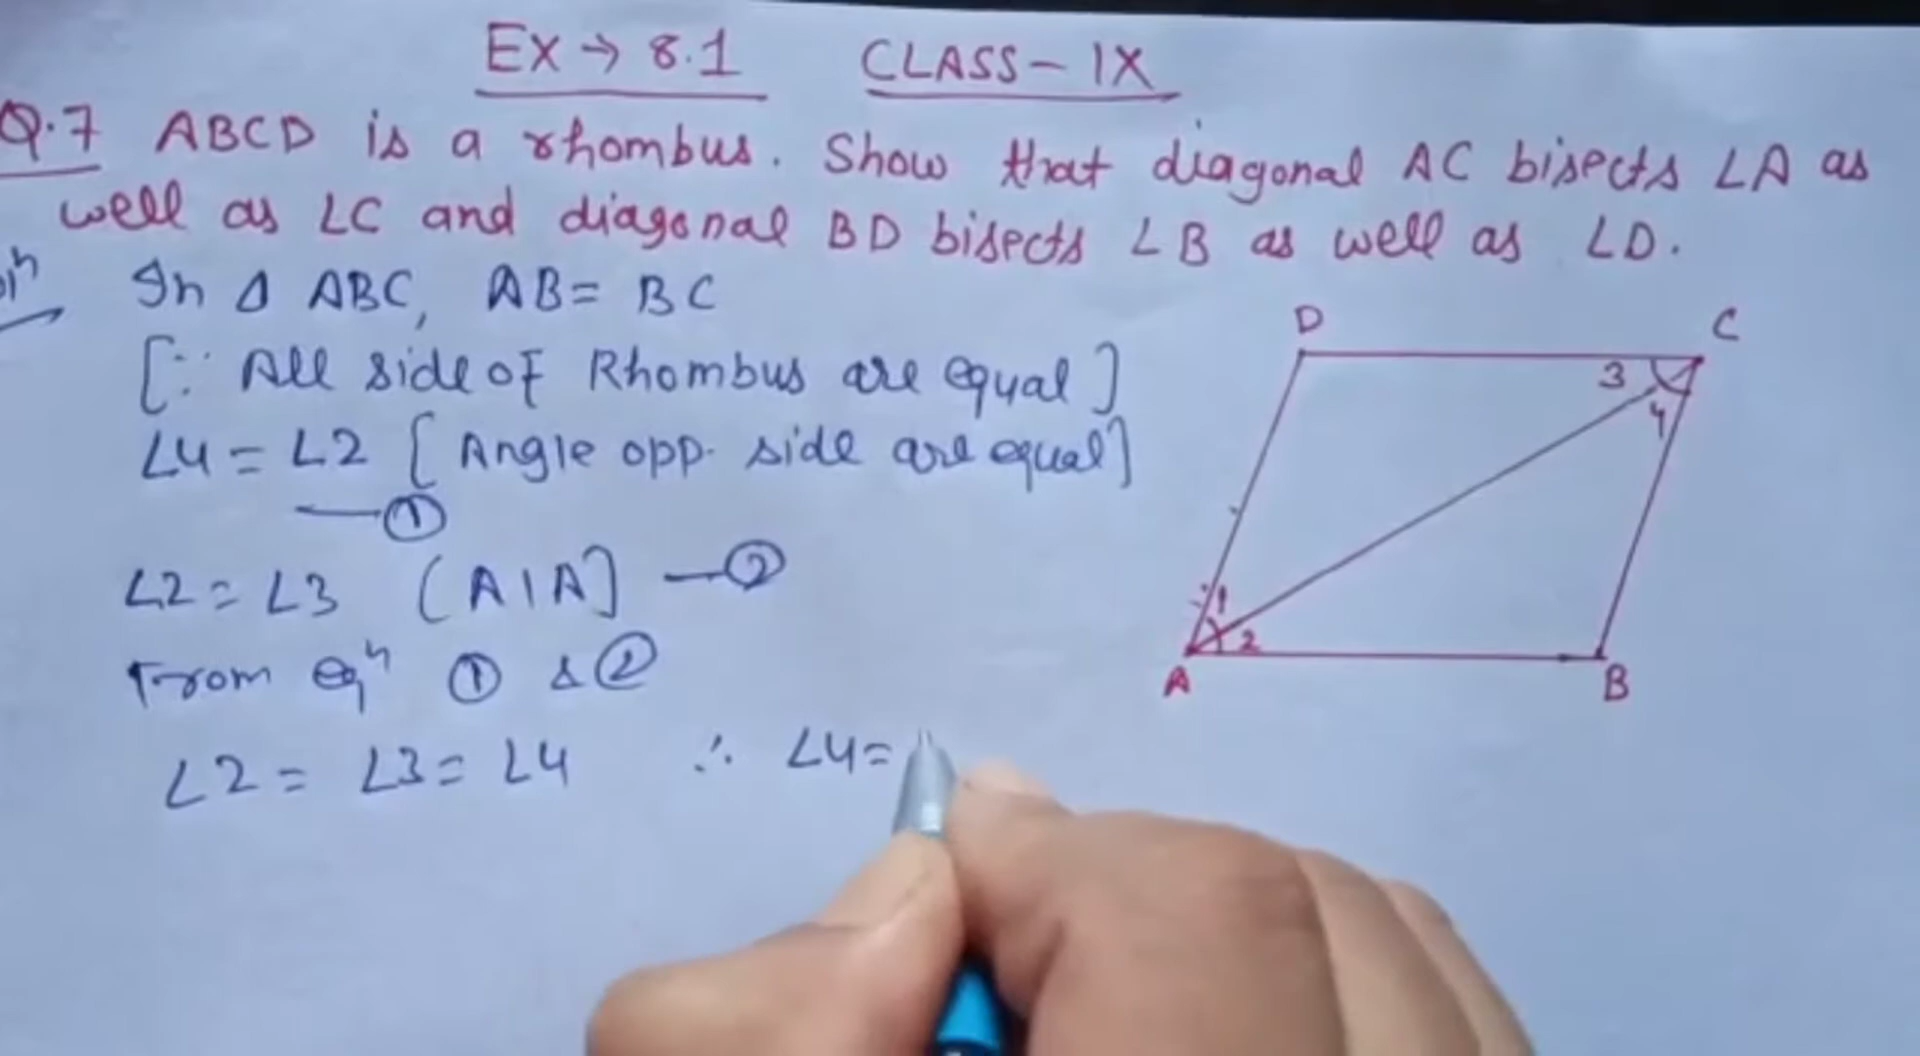 EX → 8.1 CLASS - IX
Q.7 ABCD is a rhombus. Show that diagonal AC bisects ∠A as
well as ∠C and diagonal BD bisects ∠B as well as ∠D.
In Δ ABC, AB = BC
[∵ All side of Rhombus are equal]
∠4 = ∠2 [Angle opp. side are equal]
— ①
∠2 = ∠3 (AIA] — ②
From eqn ① & ②
∠2 = ∠3 = ∠4 ∴ ∠4 =
D C
3
4
1
2
A B